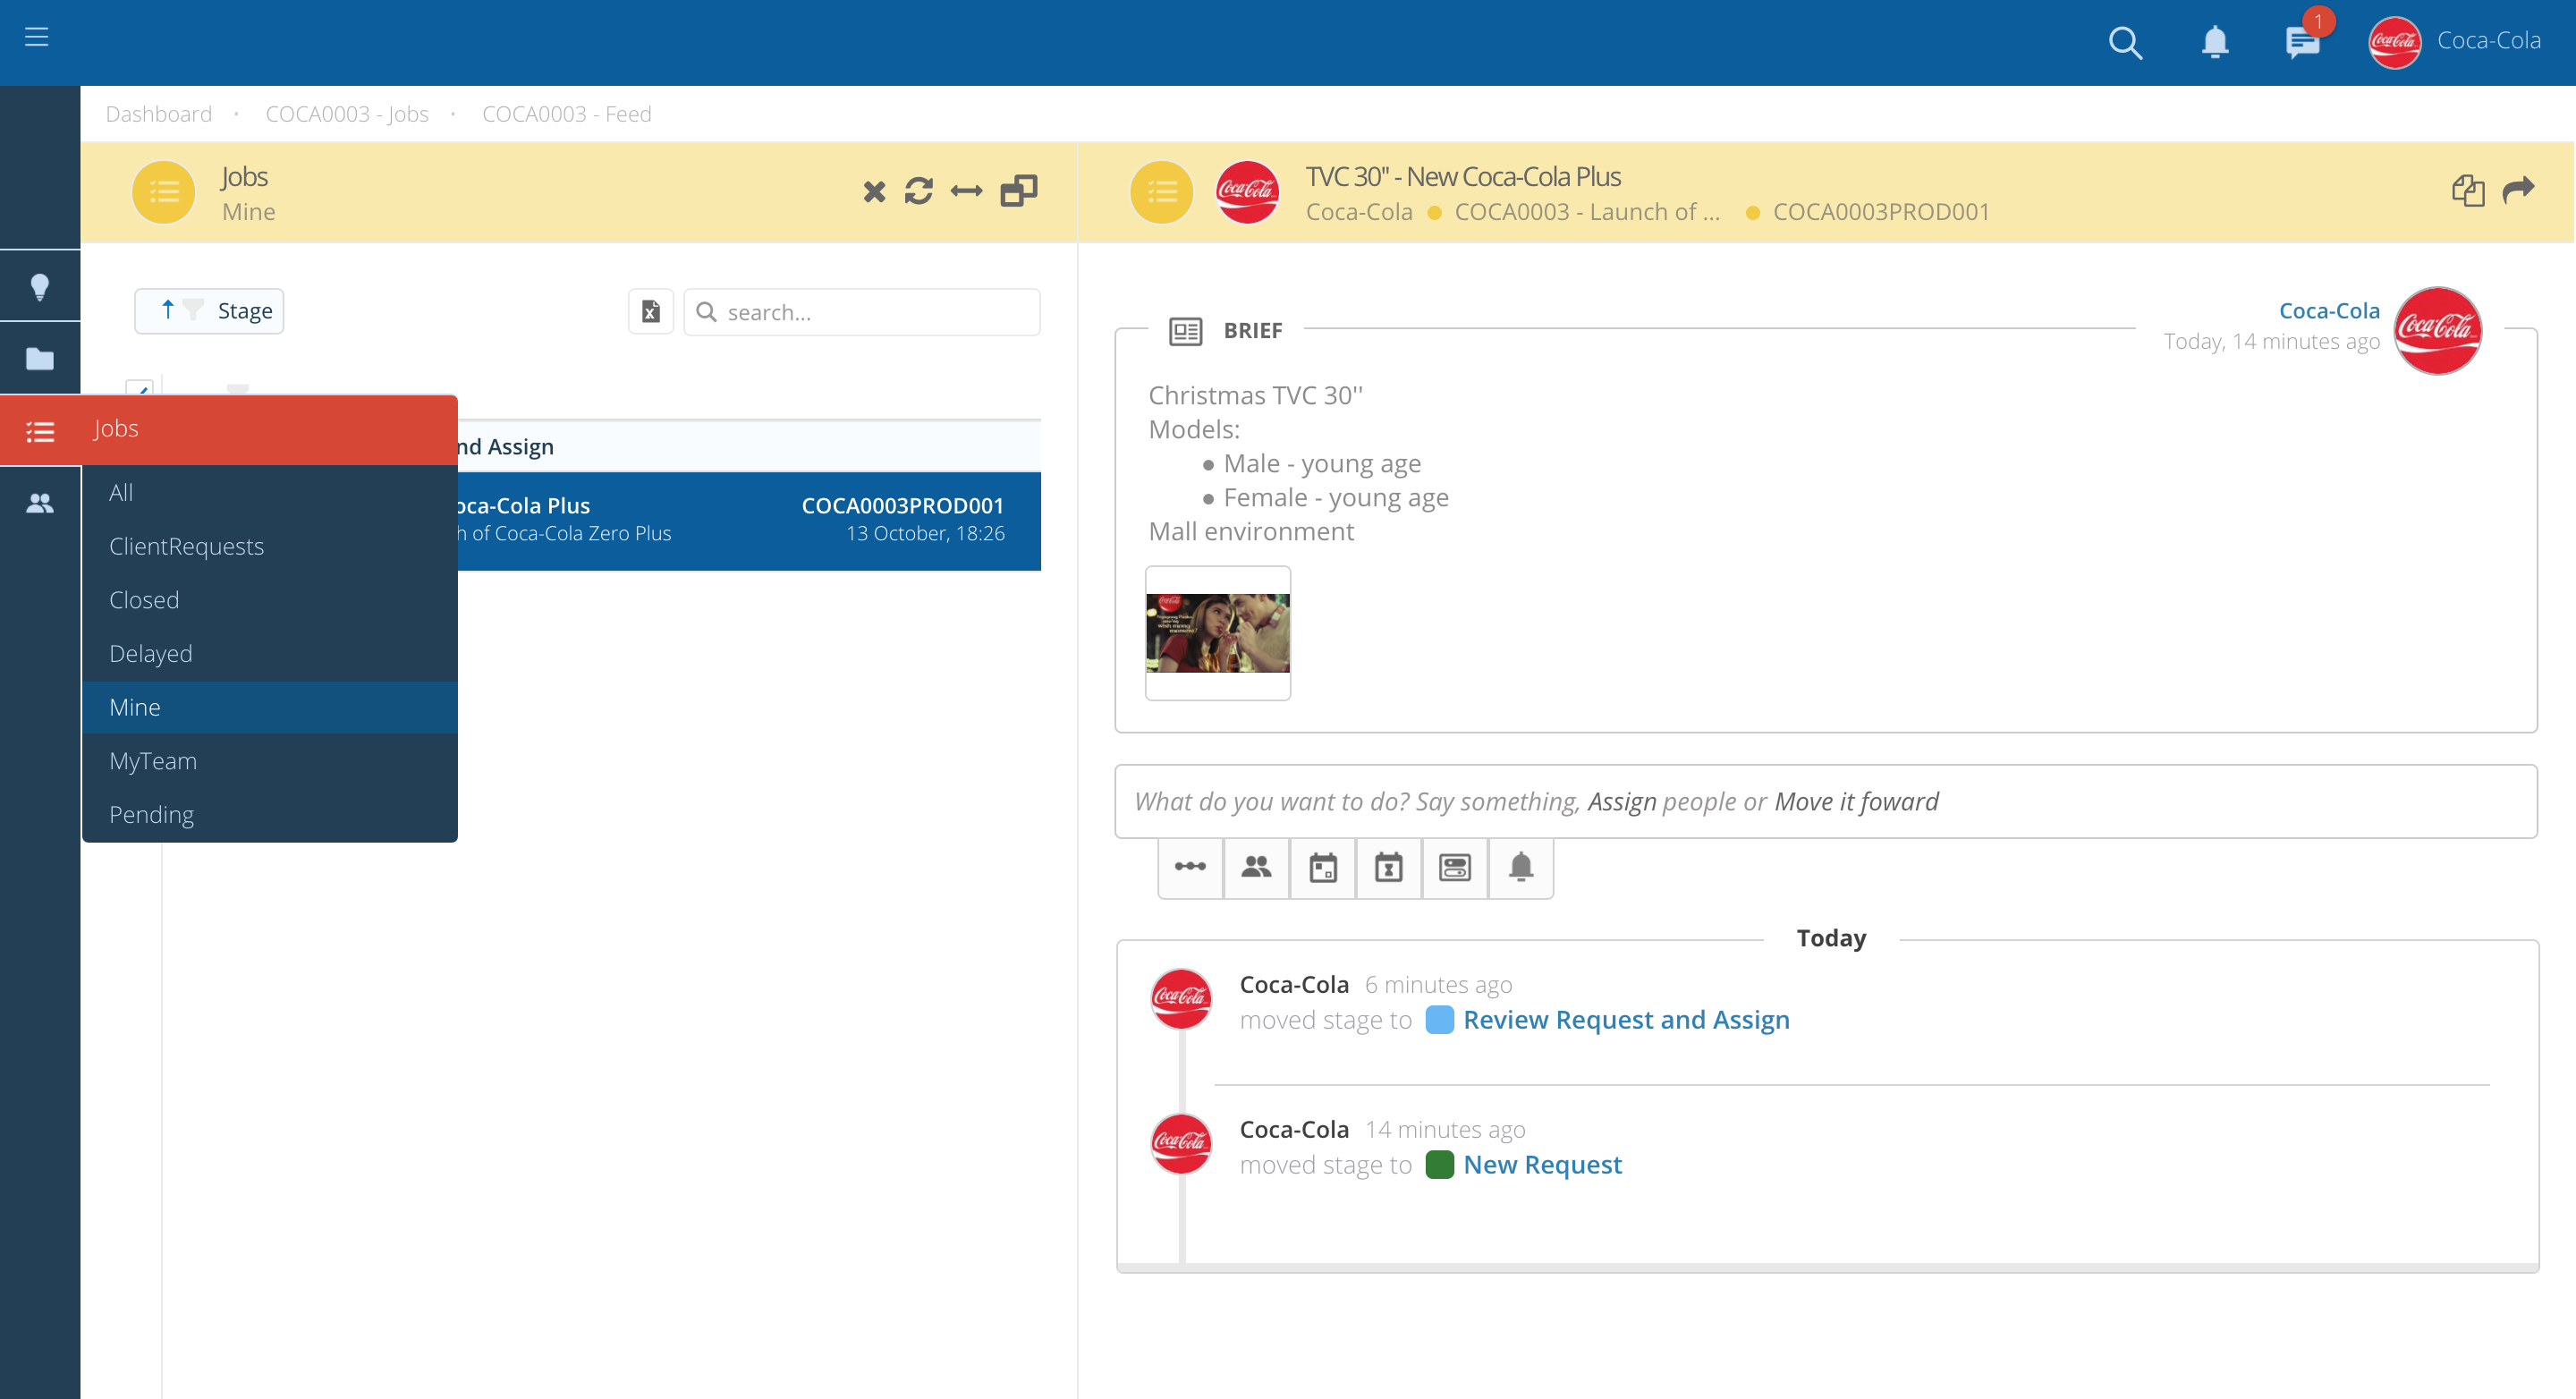 1
Coca-Cola
Dashboard · COCA0003 - Jobs · COCA0003 - Feed
Jobs
Mine
TVC 30" - New Coca-Cola Plus
Coca-Cola COCA0003 - Launch of ... COCA0003PROD001
Stage
search...
Jobs
All
ClientRequests
Closed
Delayed
Mine
MyTeam
Pending
nd Assign
oca-Cola Plus COCA0003PROD001
h of Coca-Cola Zero Plus 13 October, 18:26
BRIEF
Coca-Cola
Today, 14 minutes ago
Coca-Cola
Christmas TVC 30''
Models:
● Male - young age
● Female - young age
Mall environment
What do you want to do? Say something, Assign people or Move it foward
Today
Coca-Cola 6 minutes ago
moved stage to Review Request and Assign
Coca-Cola 14 minutes ago
moved stage to New Request